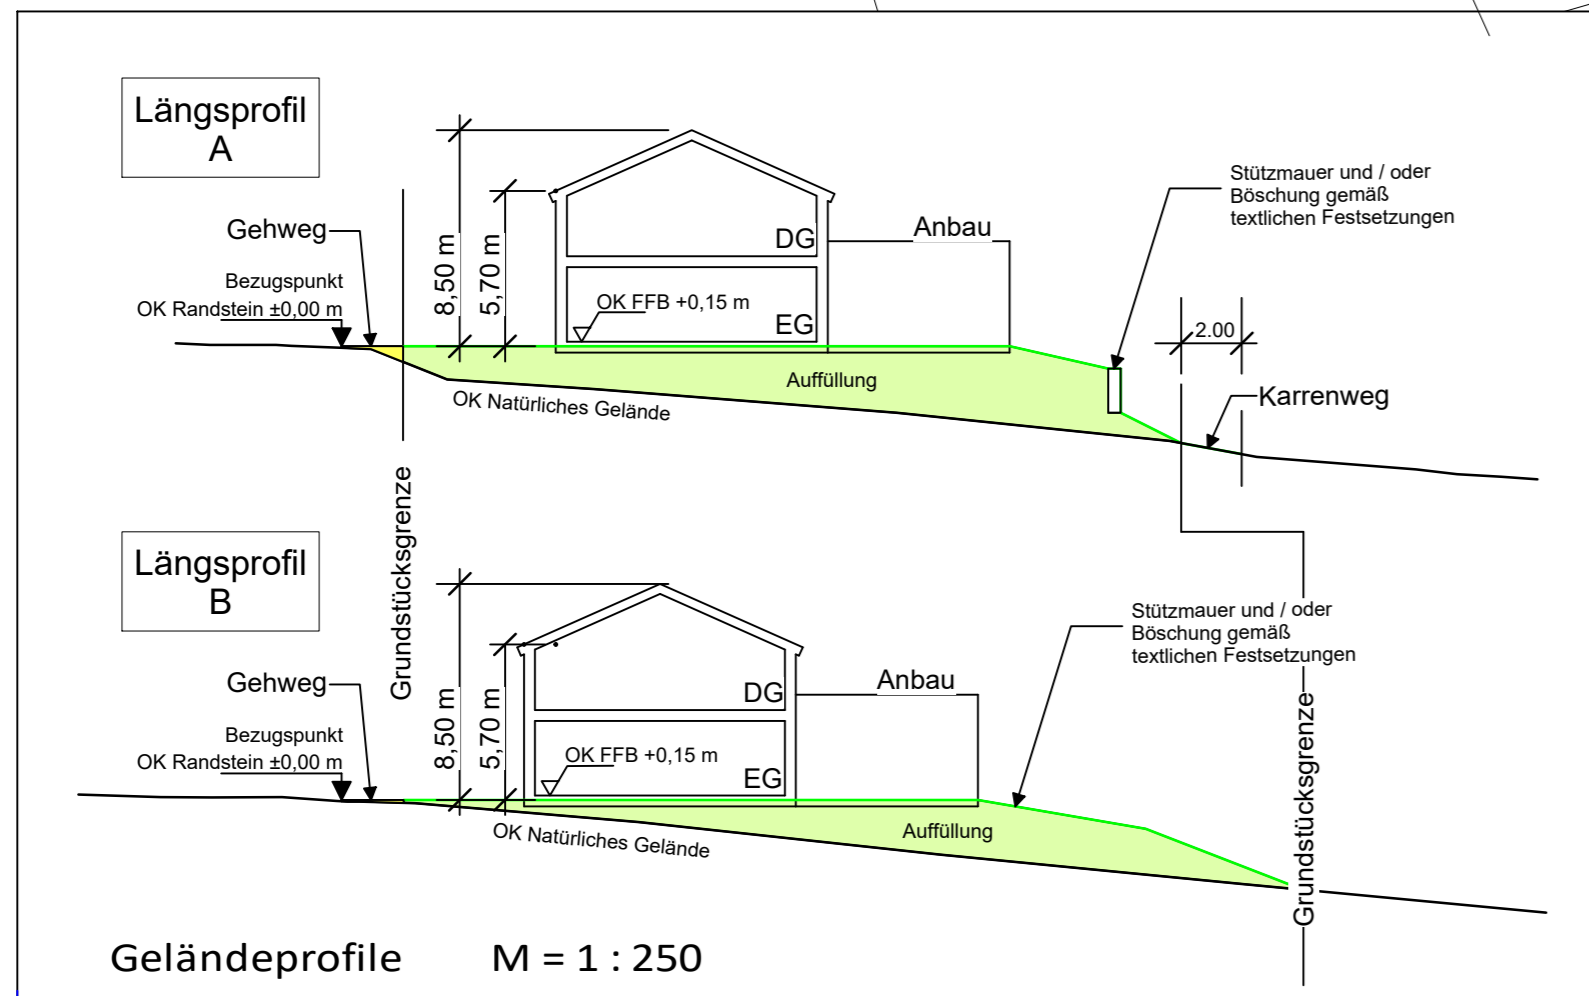 Längsprofil
A
Gehweg
Bezugspunkt
OK Randstein ±0,00 m
8,50 m
5,70 m
DG
Anbau
OK FFB +0,15 m
EG
Stützmauer und / oder
Böschung gemäß
textlichen Festsetzungen
2.00
Auffüllung
OK Natürliches Gelände
Karrenweg
Grundstücksgrenze
Längsprofil
B
Gehweg
Bezugspunkt
OK Randstein ±0,00 m
8,50 m
5,70 m
DG
Anbau
OK FFB +0,15 m
EG
Stützmauer und / oder
Böschung gemäß
textlichen Festsetzungen
Auffüllung
OK Natürliches Gelände
Grundstücksgrenze
Geländeprofile M = 1 : 250